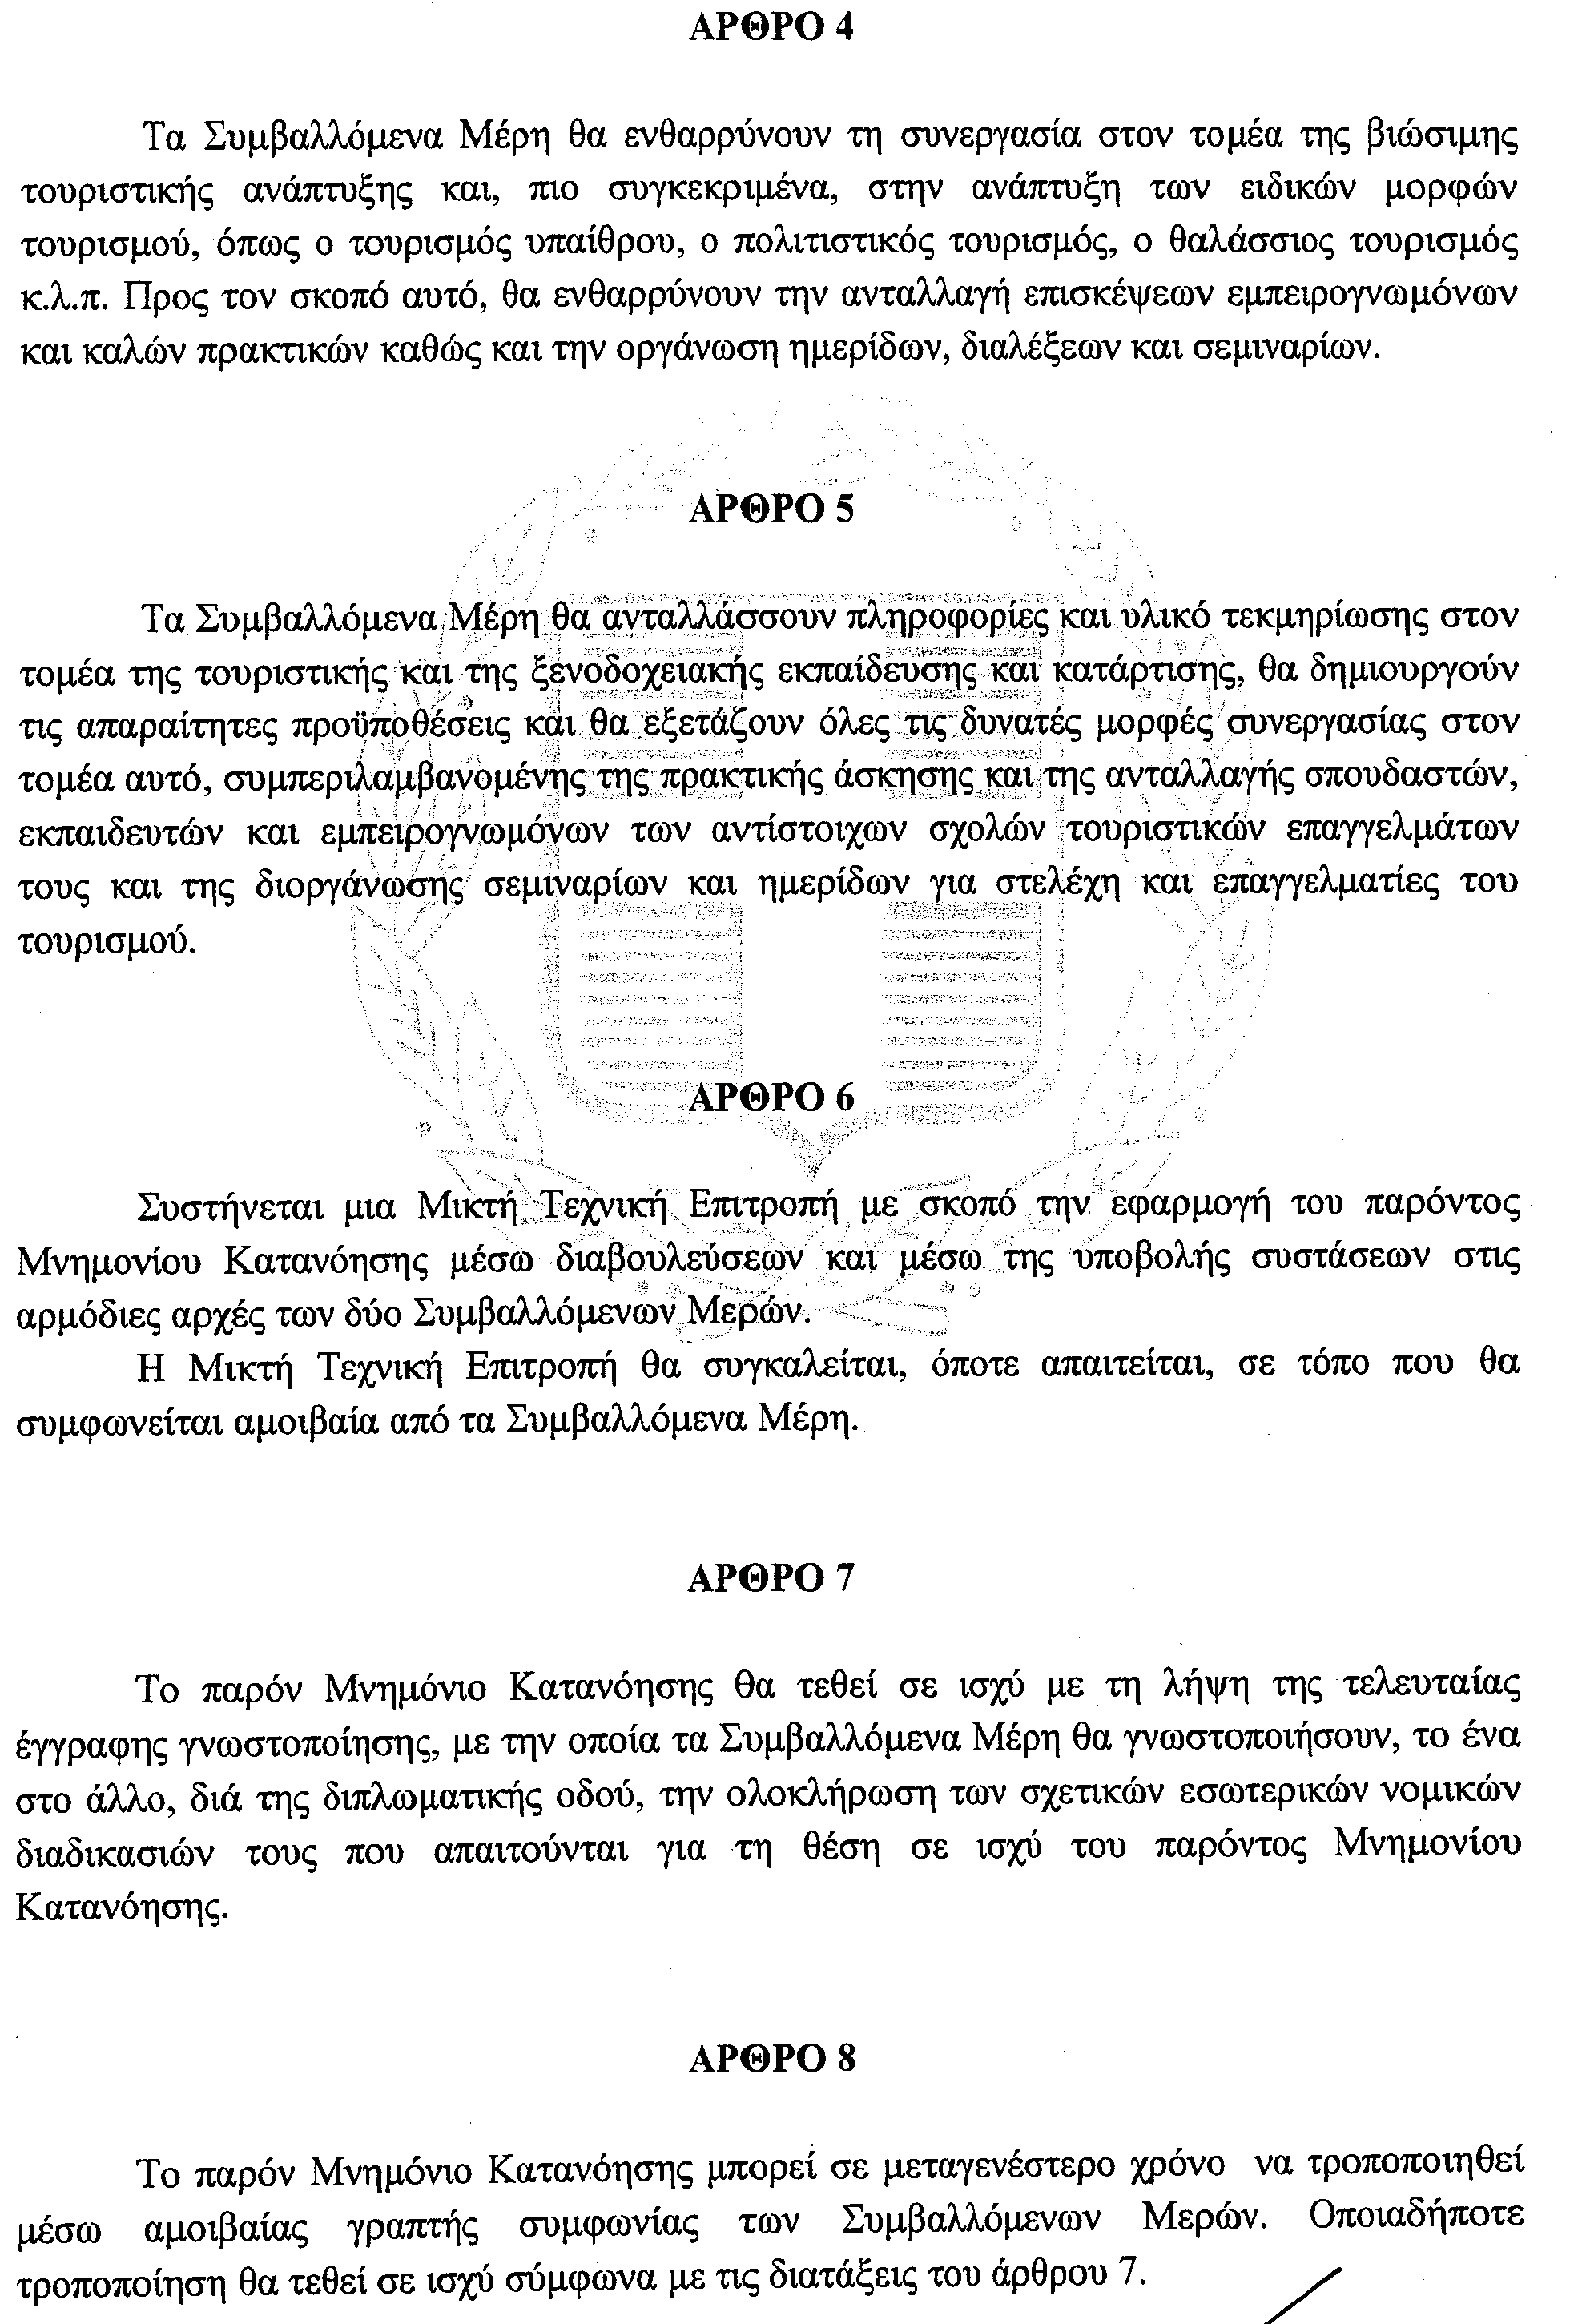 ΑΡΘΡΟ 4
Τα Συμβαλλόμενα Μέρη θα ενθαρρύνουν τη συνεργασία στον τομέα της βιώσιμης
τουριστικής ανάπτυξης και, πιο συγκεκριμένα, στην ανάπτυξη των ειδικών μορφών
τουρισμού, όπως ο τουρισμός υπαίθρου, ο πολιτιστικός τουρισμός, ο θαλάσσιος τουρισμός
κ.λ.π. Προς τον σκοπό αυτό, θα ενθαρρύνουν την ανταλλαγή επισκέψεων εμπειρογνωμόνων
και καλών πρακτικών καθώς και την οργάνωση ημερίδων, διαλέξεων και σεμιναρίων.
ΑΡΘΡΟ 5
Τα Συμβαλλόμενα Μέρη θα ανταλλάσσουν πληροφορίες και υλικό τεκμηρίωσης στον
τομέα της τουριστικής και της ξενοδοχειακής εκπαίδευσης και κατάρτισης, θα δημιουργούν
τις απαραίτητες προϋποθέσεις και θα εξετάζουν όλες τις δυνατές μορφές συνεργασίας στον
τομέα αυτό, συμπεριλαμβανομένης της πρακτικής άσκησης και της ανταλλαγής σπουδαστών,
εκπαιδευτών και εμπειρογνωμόνων των αντίστοιχων σχολών τουριστικών επαγγελμάτων
τους και της διοργάνωσης σεμιναρίων και ημερίδων για στελέχη και επαγγελματίες του
τουρισμού.
ΑΡΘΡΟ 6
Συστήνεται μια Μικτή Τεχνική Επιτροπή με σκοπό την εφαρμογή του παρόντος
Μνημονίου Κατανόησης μέσω διαβουλεύσεων και μέσω της υποβολής συστάσεων στις
αρμόδιες αρχές των δύο Συμβαλλόμενων Μερών.
Η Μικτή Τεχνική Επιτροπή θα συγκαλείται, όποτε απαιτείται, σε τόπο που θα
συμφωνείται αμοιβαία από τα Συμβαλλόμενα Μέρη.
ΑΡΘΡΟ 7
Το παρόν Μνημόνιο Κατανόησης θα τεθεί σε ισχύ με τη λήψη της τελευταίας
έγγραφης γνωστοποίησης, με την οποία τα Συμβαλλόμενα Μέρη θα γνωστοποιήσουν, το ένα
στο άλλο, διά της διπλωματικής οδού, την ολοκλήρωση των σχετικών εσωτερικών νομικών
διαδικασιών τους που απαιτούνται για τη θέση σε ισχύ του παρόντος Μνημονίου
Κατανόησης.
ΑΡΘΡΟ 8
Το παρόν Μνημόνιο Κατανόησης μπορεί σε μεταγενέστερο χρόνο να τροποποιηθεί
μέσω αμοιβαίας γραπτής συμφωνίας των Συμβαλλόμενων Μερών. Οποιαδήποτε
τροποποίηση θα τεθεί σε ισχύ σύμφωνα με τις διατάξεις του άρθρου 7.